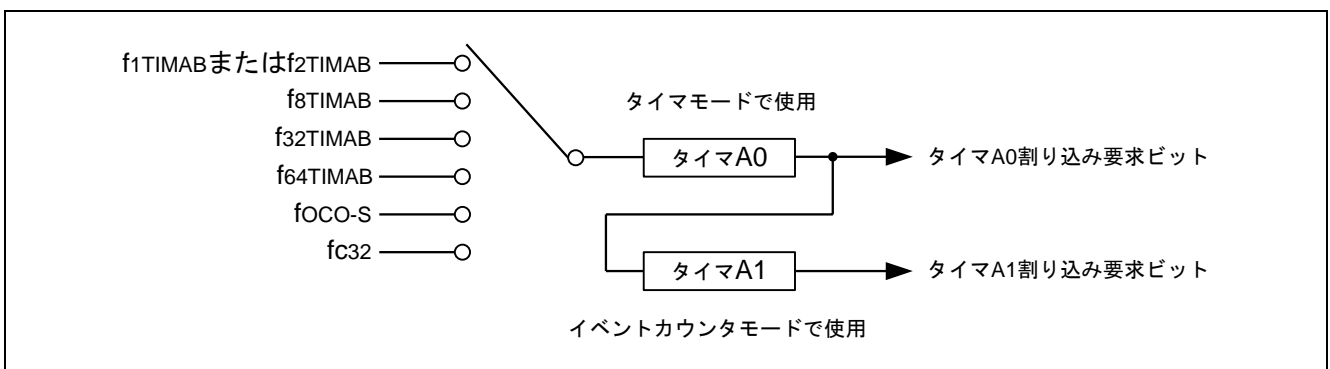 f1TIMABまたはf2TIMAB
f8TIMAB
f32TIMAB
f64TIMAB
fOCO-S
fC32
タイマモードで使用
タイマA0
タイマA0割り込み要求ビット
タイマA1
タイマA1割り込み要求ビット
イベントカウンタモードで使用